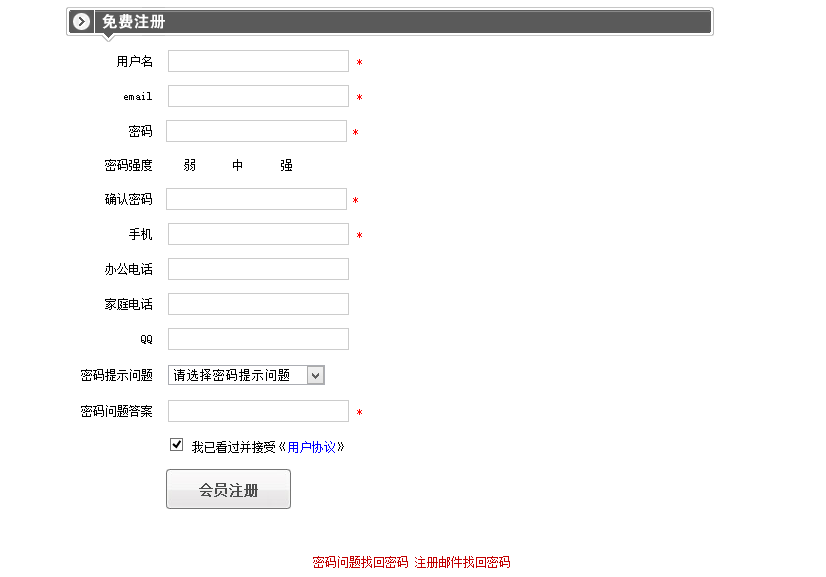 免费注册
用户名 *
email *
密码 *
密码强度 弱 中 强
确认密码 *
手机 *
办公电话
家庭电话
QQ
密码提示问题 请选择密码提示问题
密码问题答案 *
我已看过并接受《用户协议》
会员注册
密码问题找回密码 注册邮件找回密码